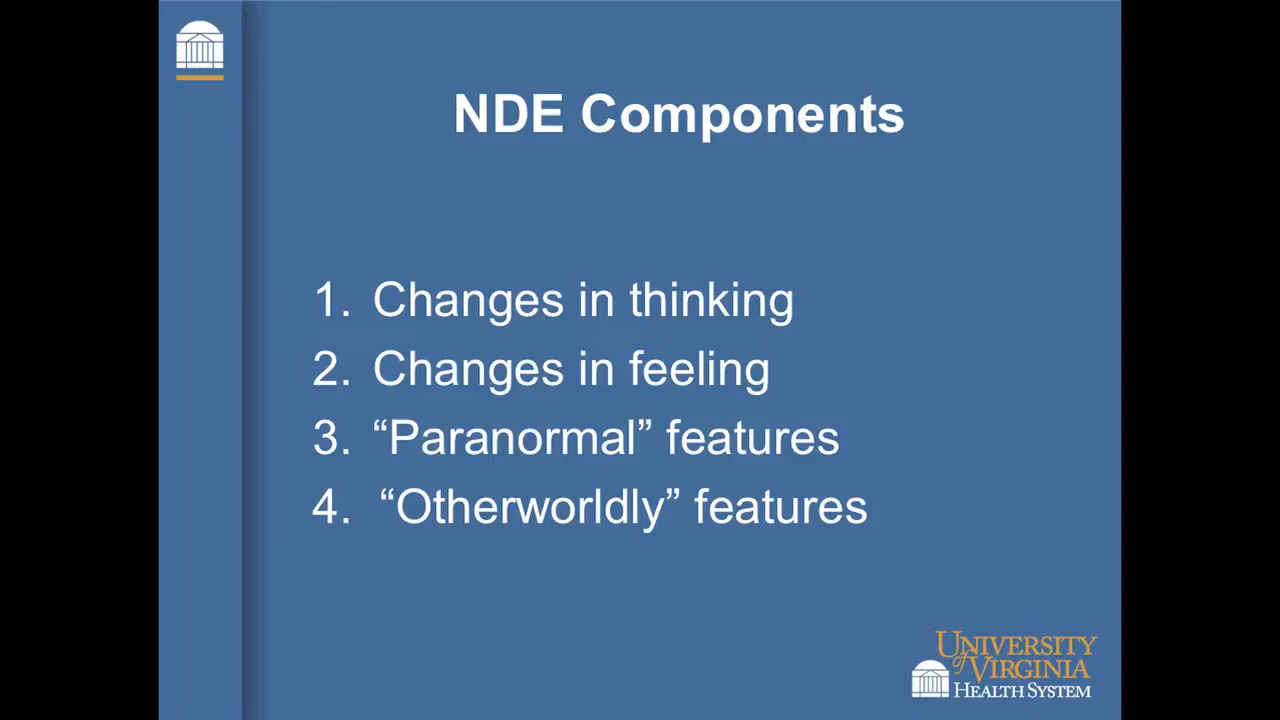 NDE Components
1. Changes in thinking
2. Changes in feeling
3. “Paranormal” features
4. “Otherworldly” features
UNIVERSITY
of VIRGINIA
HEALTH SYSTEM